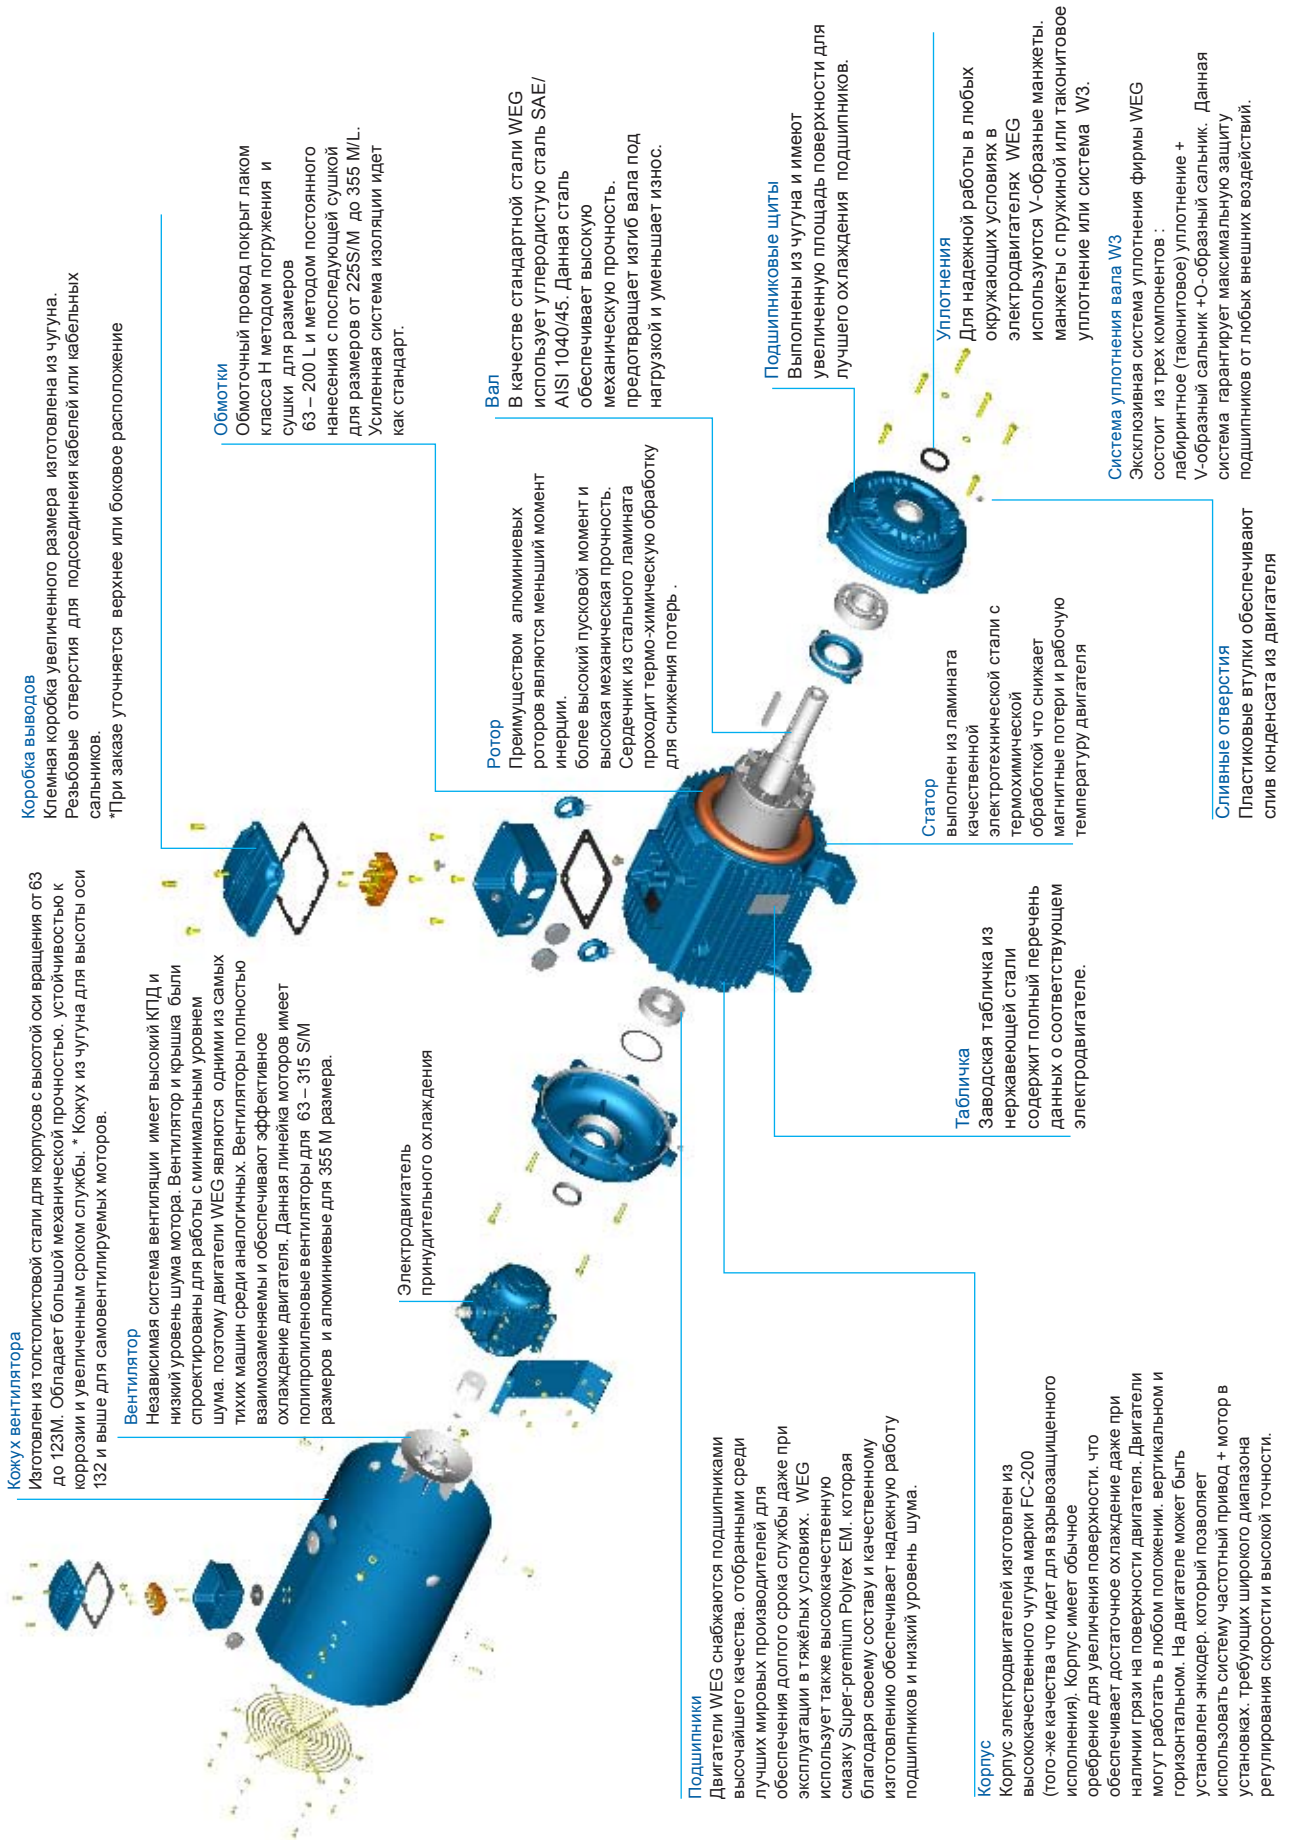 Кожух вентилятора
Изготовлен из толстолистовой стали для корпусов с высотой оси вращения от 63
до 123М. Обладает большой механической прочностью. устойчивостью к
коррозии и увеличенным сроком службы. * Кожух из чугуна для высоты оси
132 и выше для самовентилируемых моторов.
Вентилятор
Независимая система вентиляции имеет высокий КПД и
низкий уровень шума мотора. Вентилятор и крышка были
спроектированы для работы с минимальным уровнем
шума. поэтому двигатели WEG являются одними из самых
тихих машин среди аналогичных. Вентиляторы полностью
взаимозаменяемы и обеспечивают эффективное
охлаждение двигателя. Данная линейка моторов имеет
полипропиленовые вентиляторы для 63 – 315 S/M
размеров и алюминиевые для 355 М размера.
Электродвигатель
принудительного охлаждения
Коробка выводов
Клемная коробка увеличенного размера изготовлена из чугуна.
Резьбовые отверстия для подсоединения кабелей или кабельных
сальников.
*При заказе уточняется верхнее или боковое расположение
Обмотки
Обмоточный провод покрыт лаком
класса Н методом погружения и
сушки для размеров
63 – 200 L и методом постоянного
нанесения с последующей сушкой
для размеров от 225S/M до 355 M/L.
Усиленная система изоляции идет
как стандарт.
Ротор
Преимуществом алюминиевых
роторов являются меньший момент
инерции.
более высокий пусковой момент и
высокая механическая прочность.
Сердечник из стального ламината
проходит термо-химическую обработку
для снижения потерь .
Вал
В качестве стандартной стали WEG
использует углеродистую сталь SAE/
AISI 1040/45. Данная сталь
обеспечивает высокую
механическую прочность.
предотвращает изгиб вала под
нагрузкой и уменьшает износ.
Подшипниковые щиты
Выполнены из чугуна и имеют
увеличенную площадь поверхности для
лучшего охлаждения подшипников.
Уплотнения
Для надежной работы в любых
окружающих условиях в
электродвигателях WEG
используются V-образные манжеты.
манжеты с пружиной или таконитовое
уплотнение или система W3.
Система уплотнения вала W3
Эксклюзивная система уплотнения фирмы WEG
состоит из трех компонентов :
лабиринтное (таконитовое) уплотнение +
V-образный сальник +O-образный сальник. Данная
система гарантирует максимальную защиту
подшипников от любых внешних воздействий.
Статор
выполнен из ламината
качественной
электротехнической стали с
термохимической
обработкой что снижает
магнитные потери и рабочую
температуру двигателя
Сливные отверстия
Пластиковые втулки обеспечивают
слив конденсата из двигателя
Табличка
Заводская табличка из
нержавеющей стали
содержит полный перечень
данных о соответствующем
электродвигателе.
Подшипники
Двигатели WEG снабжаются подшипниками
высочайшего качества. отобранными среди
лучших мировых производителей для
обеспечения долгого срока службы даже при
эксплуатации в тяжёлых условиях. WEG
использует также высококачественную
смазку Super-premium Polyrex EM. которая
благодаря своему составу и качественному
изготовлению обеспечивает надежную работу
подшипников и низкий уровень шума.
Корпус
Корпус электродвигателей изготовлен из
высококачественного чугуна марки FC-200
(того-же качества что идет для взрывозащищенного
исполнения). Корпус имеет обычное
оребрение для увеличения поверхности. что
обеспечивает достаточное охлаждение даже при
наличии грязи на поверхности двигателя. Двигатели
могут работать в любом положении. вертикальном и
горизонтальном. На двигателе может быть
установлен энкодер. который позволяет
использовать систему частотный привод + мотор в
установках. требующих широкого диапазона
регулирования скорости и высокой точности.